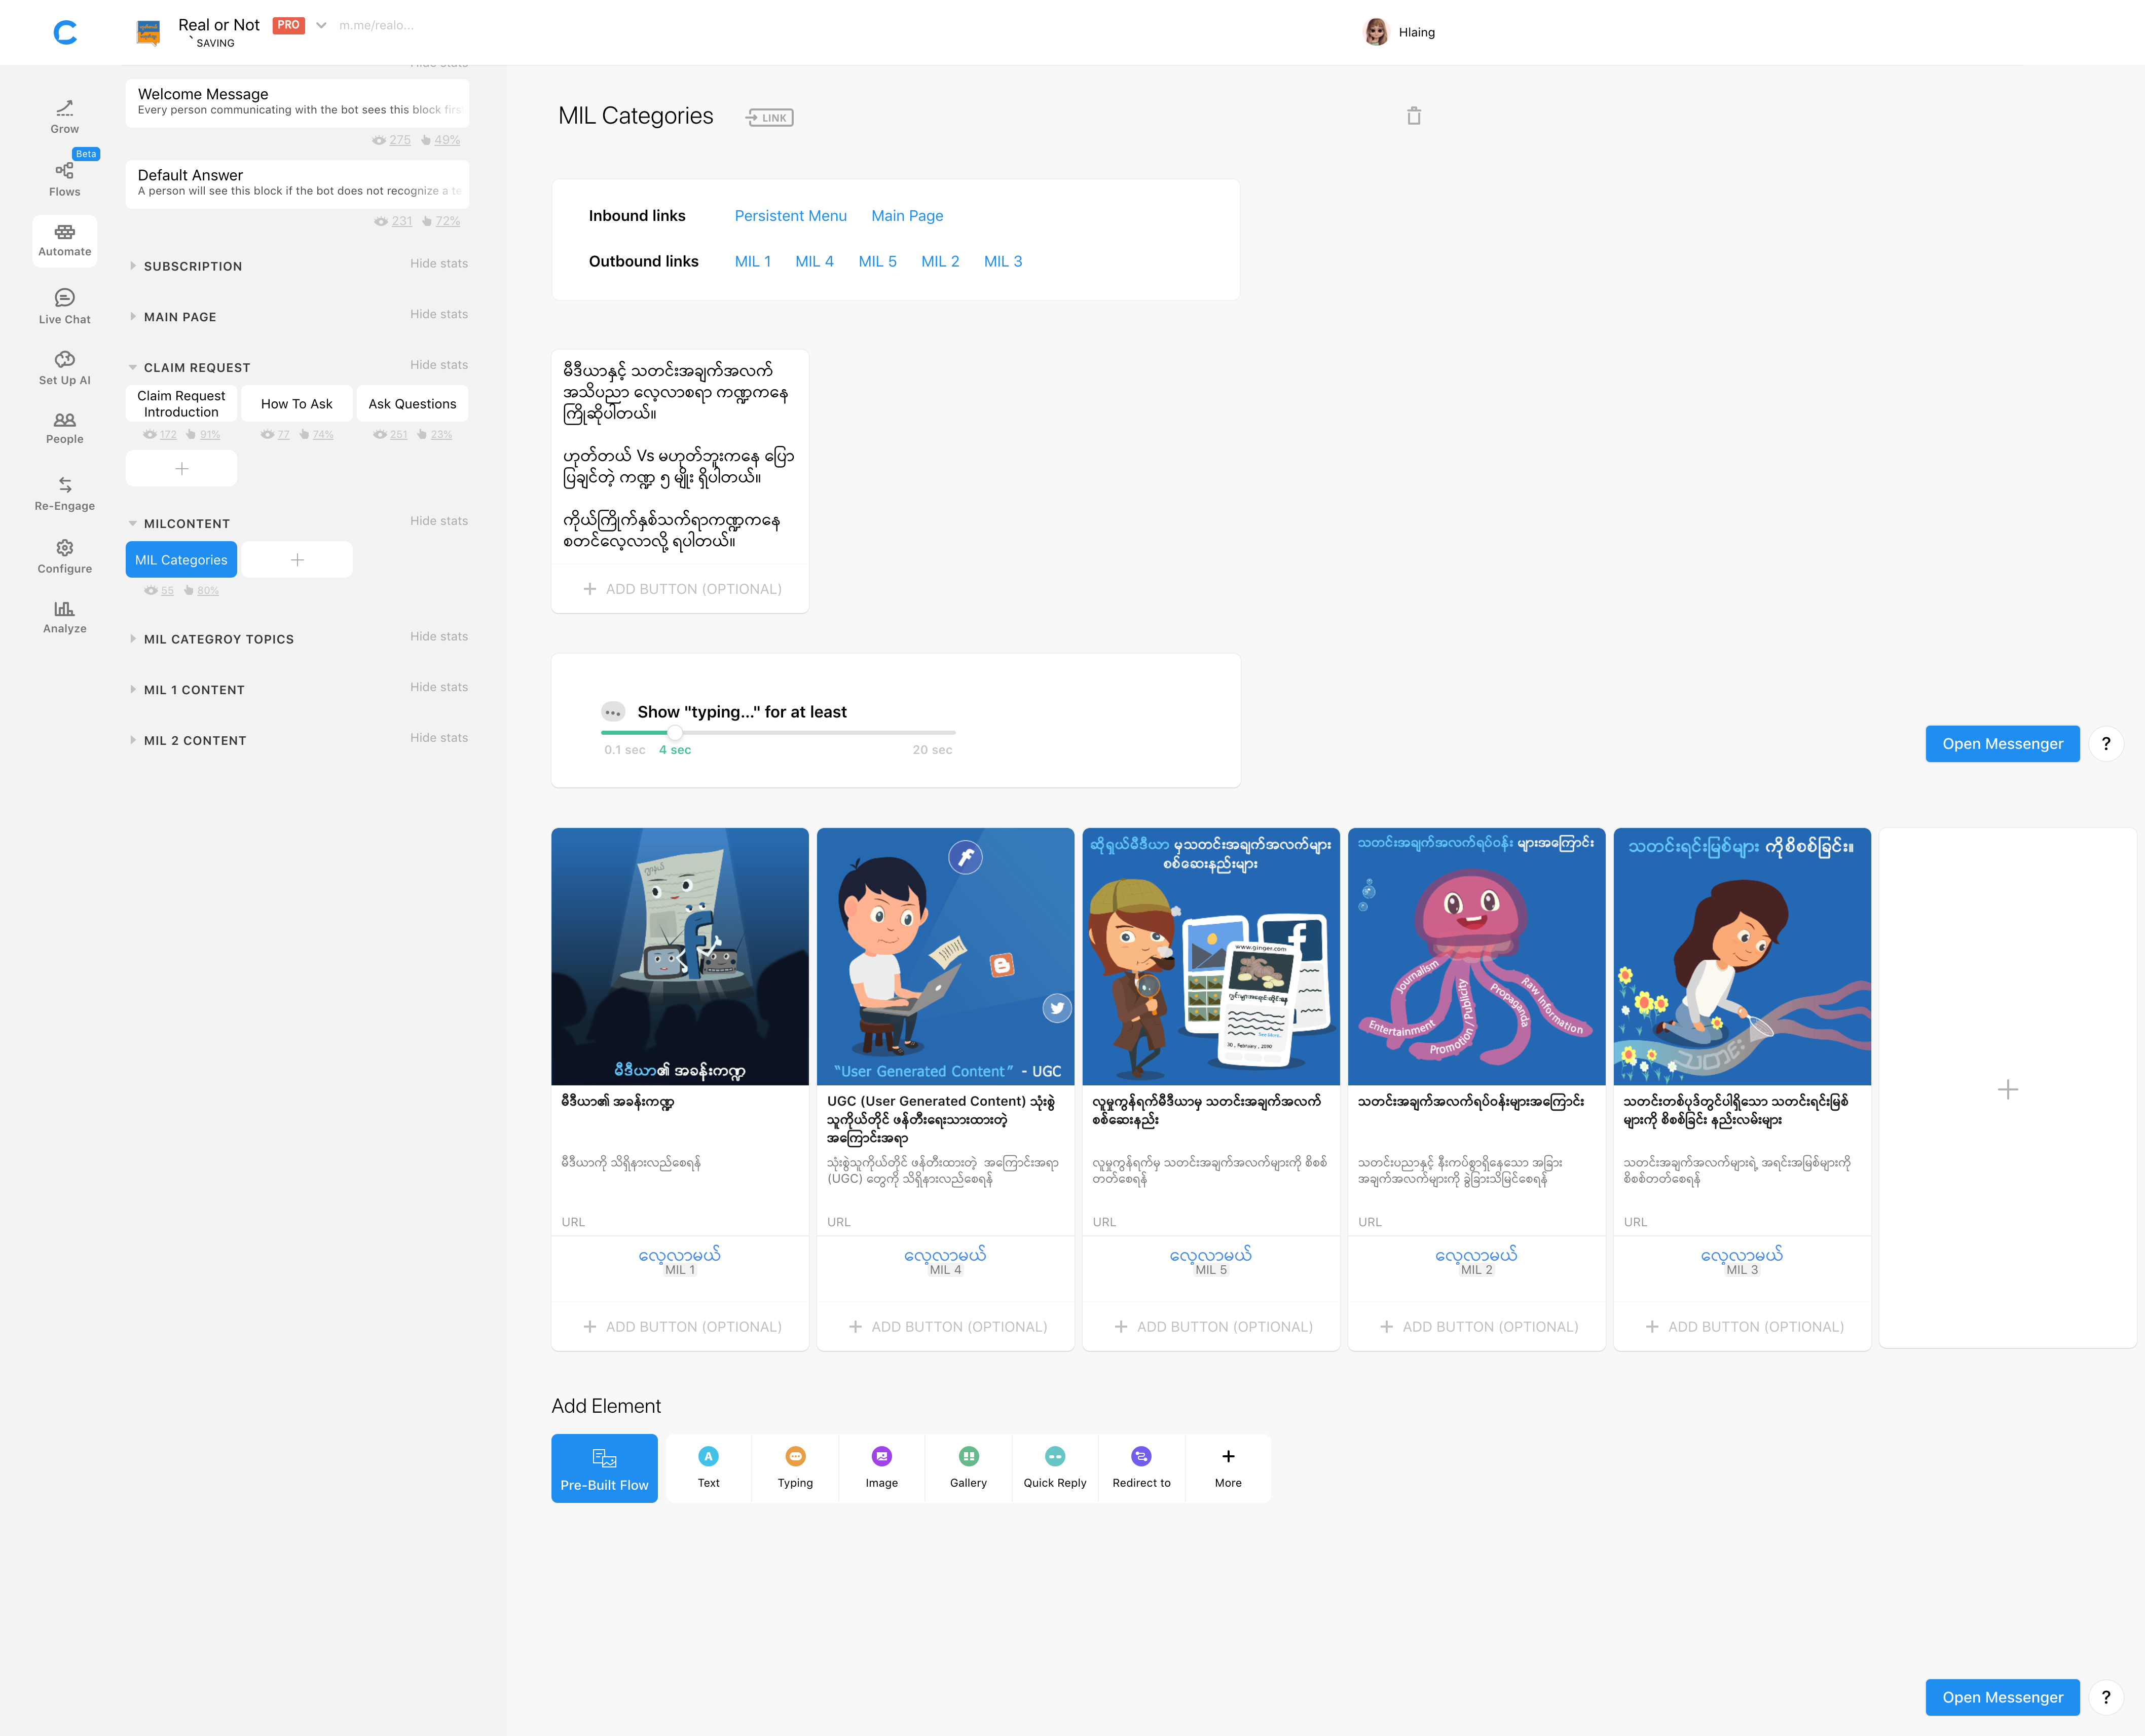 Real or Not PRO m.me/realo...
` SAVING
Hlaing
Grow
Beta
Flows
Automate
Live Chat
Set Up AI
People
Re-Engage
Configure
Analyze
Hide stats
Welcome Message
Every person communicating with the bot sees this block firs
275 49%
Default Answer
A person will see this block if the bot does not recognize a te
231 72%
SUBSCRIPTION Hide stats
MAIN PAGE Hide stats
CLAIM REQUEST Hide stats
Claim Request
Introduction
How To Ask
Ask Questions
172 91%
77 74%
251 23%
MILCONTENT Hide stats
MIL Categories
55 80%
MIL CATEGROY TOPICS Hide stats
MIL 1 CONTENT Hide stats
MIL 2 CONTENT Hide stats
MIL Categories LINK
Inbound links Persistent Menu Main Page
Outbound links MIL 1 MIL 4 MIL 5 MIL 2 MIL 3
မီဒီယာနှင့် သတင်းအချက်အလက်
အသိပညာ လေ့လာစရာ ကဏ္ဍကနေ
ကြိုဆိုပါတယ်။
ဟုတ်တယ် Vs မဟုတ်ဘူးကနေ ပြော
ပြချင်တဲ့ ကဏ္ဍ ၅ မျိုး ရှိပါတယ်။
ကိုယ်ကြိုက်နှစ်သက်ရာကဏ္ဍကနေ
စတင်လေ့လာလို့ ရပါတယ်။
ADD BUTTON (OPTIONAL)
Show "typing..." for at least
0.1 sec 4 sec 20 sec
Open Messenger ?
မီဒီယာ၏ အခန်းကဏ္ဍ
မီဒီယာ၏ အခန်းကဏ္ဍ
မီဒီယာကို သိရှိနားလည်စေရန်
URL
လေ့လာမယ်
MIL 1
ADD BUTTON (OPTIONAL)
“User Generated Content” - UGC
UGC (User Generated Content) သုံးစွဲ
သူကိုယ်တိုင် ဖန်တီးရေးသားထားတဲ့
အကြောင်းအရာ
သုံးစွဲသူကိုယ်တိုင် ဖန်တီးထားတဲ့ အကြောင်းအရာ
(UGC) တွေကို သိရှိနားလည်စေရန်
URL
လေ့လာမယ်
MIL 4
ADD BUTTON (OPTIONAL)
ဆိုရှယ်မီဒီယာ မှသတင်းအချက်အလက်များ
စစ်ဆေးနည်းများ
www.ginger.com
See More...
30 , February , 2090
လူမှုကွန်ရက်မီဒီယာမှ သတင်းအချက်အလက်
စစ်ဆေးနည်း
လူမှုကွန်ရက်မှ သတင်းအချက်အလက်များကို စိစစ်
တတ်စေရန်
URL
လေ့လာမယ်
MIL 5
ADD BUTTON (OPTIONAL)
သတင်းအချက်အလက်ရပ်ဝန်း များအကြောင်း
Journalism
Entertainment
Promotion / Publicity
Propaganda
Raw Information
သတင်းအချက်အလက်ရပ်ဝန်းများအကြောင်း
သတင်းပညာနှင့် နီးကပ်စွာရှိနေသော အခြား
အချက်အလက်များကို ခွဲခြားသိမြင်စေရန်
URL
လေ့လာမယ်
MIL 2
ADD BUTTON (OPTIONAL)
သတင်းရင်းမြစ်များ ကိုစိစစ်ခြင်း။
သတင်း
သတင်းတစ်ပုဒ်တွင်ပါရှိသော သတင်းရင်းမြစ်
များကို စိစစ်ခြင်း နည်းလမ်းများ
သတင်းအချက်အလက်များရဲ့ အရင်းအမြစ်များကို
စိစစ်တတ်စေရန်
URL
လေ့လာမယ်
MIL 3
ADD BUTTON (OPTIONAL)
Add Element
Pre-Built Flow
Text
Typing
Image
Gallery
Quick Reply
Redirect to
More
Open Messenger ?